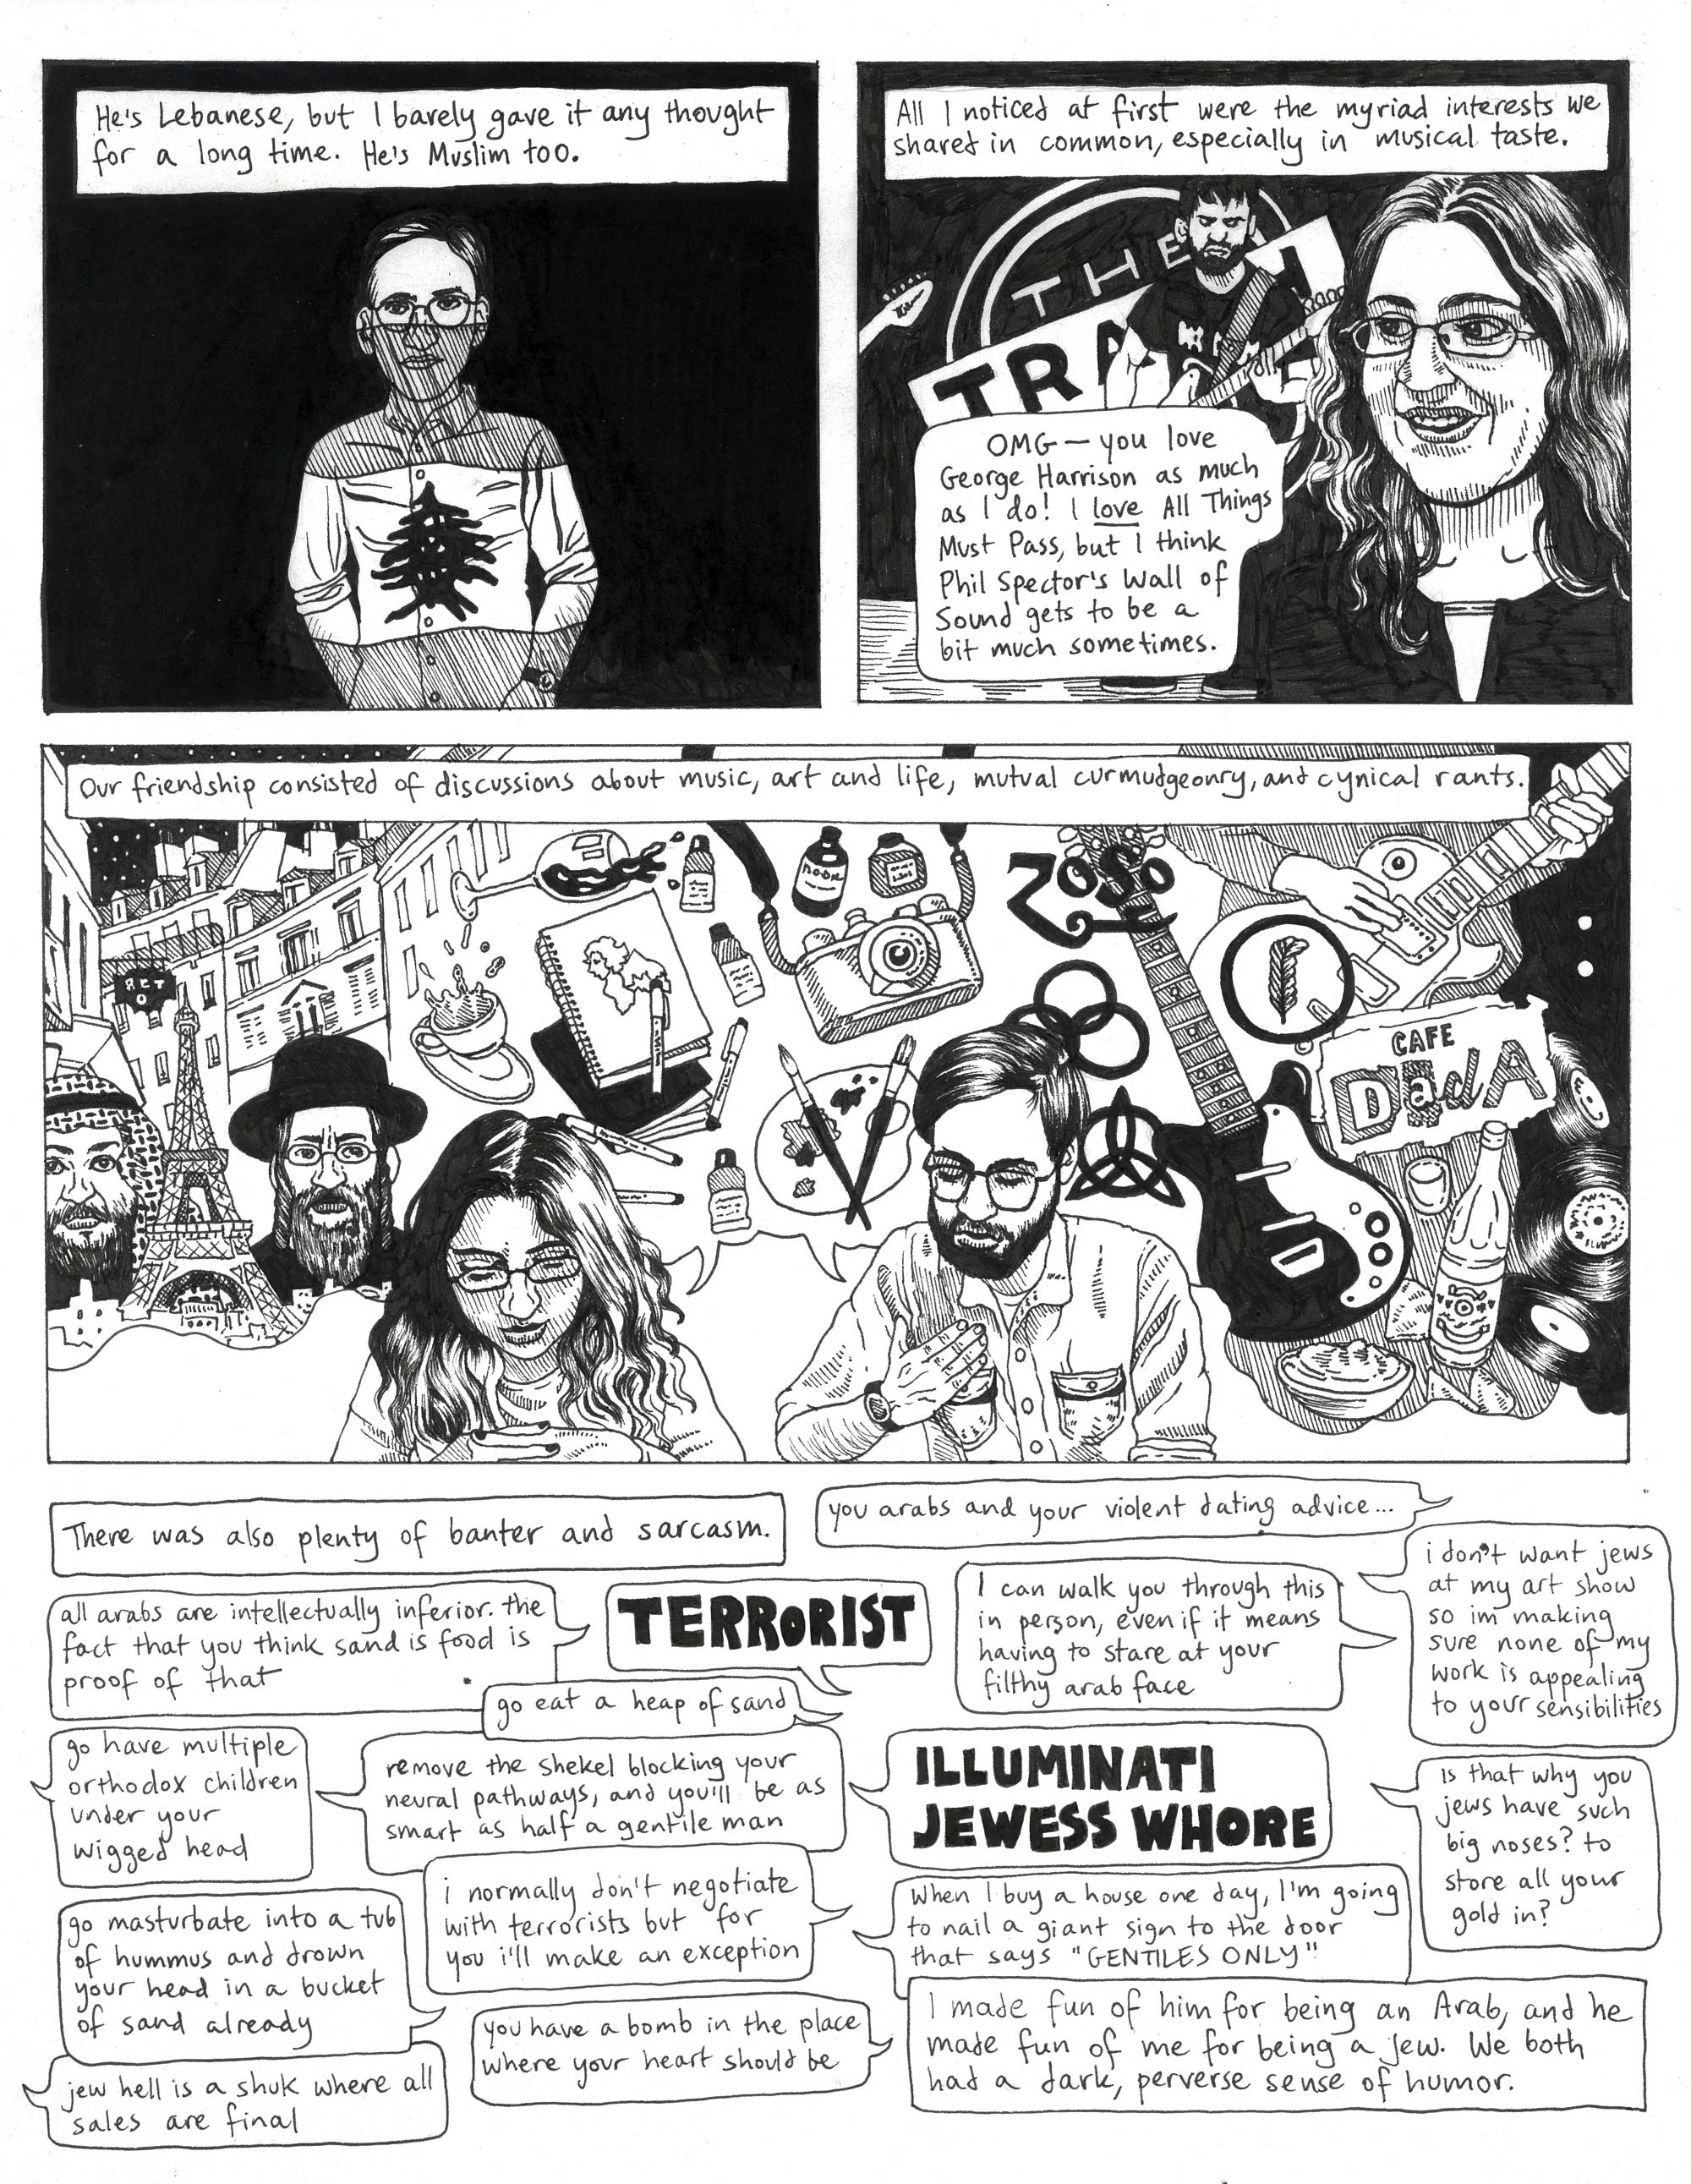 He's Lebanese, but I barely gave it any thought
for a long time. He's Muslim too.
All I noticed at first were the myriad interests we
shared in common, especially in musical taste.
THE
TRA
OMG — you love
George Harrison as much
as I do! I love All Things
Must Pass, but I think
Phil Spector's Wall of
Sound gets to be a
bit much sometimes.
Our friendship consisted of discussions about music, art and life, mutual curmudgeonry, and cynical rants.
ZoSo
CAFE
DadA
There was also plenty of banter and sarcasm.
you arabs and your violent dating advice...
i don't want jews
at my art show
so im making
sure none of my
work is appealing
to your sensibilities
all arabs are intellectually inferior. the
fact that you think sand is food is
proof of that
TERRORIST
I can walk you through this
in person, even if it means
having to stare at your
filthy arab face
go eat a heap of sand
go have multiple
orthodox children
under your
wigged head
remove the shekel blocking your
neural pathways, and you'll be as
smart as half a gentile man
ILLUMINATI
JEWESS WHORE
Is that why you
jews have such
big noses? to
store all your
gold in?
i normally don't negotiate
with terrorists but for
you i'll make an exception
When I buy a house one day, I'm going
to nail a giant sign to the door
that says "GENTILES ONLY"
go masturbate into a tub
of hummus and drown
your head in a bucket
of sand already
you have a bomb in the place
where your heart should be
I made fun of him for being an Arab, and he
made fun of me for being a jew. We both
had a dark, perverse sense of humor.
jew hell is a shuk where all
sales are final